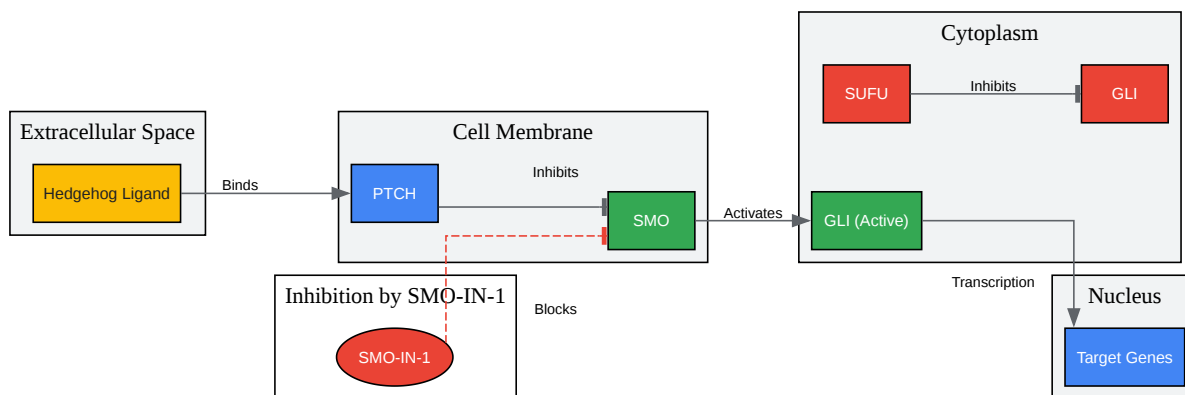 Cytoplasm
SUFU
Inhibits
GLI
Extracellular Space
Hedgehog Ligand
Binds
Cell Membrane
PTCH
Inhibits
SMO
Activates
GLI (Active)
Inhibition by SMO-IN-1
SMO-IN-1
Blocks
Transcription
Nucleus
Target Genes